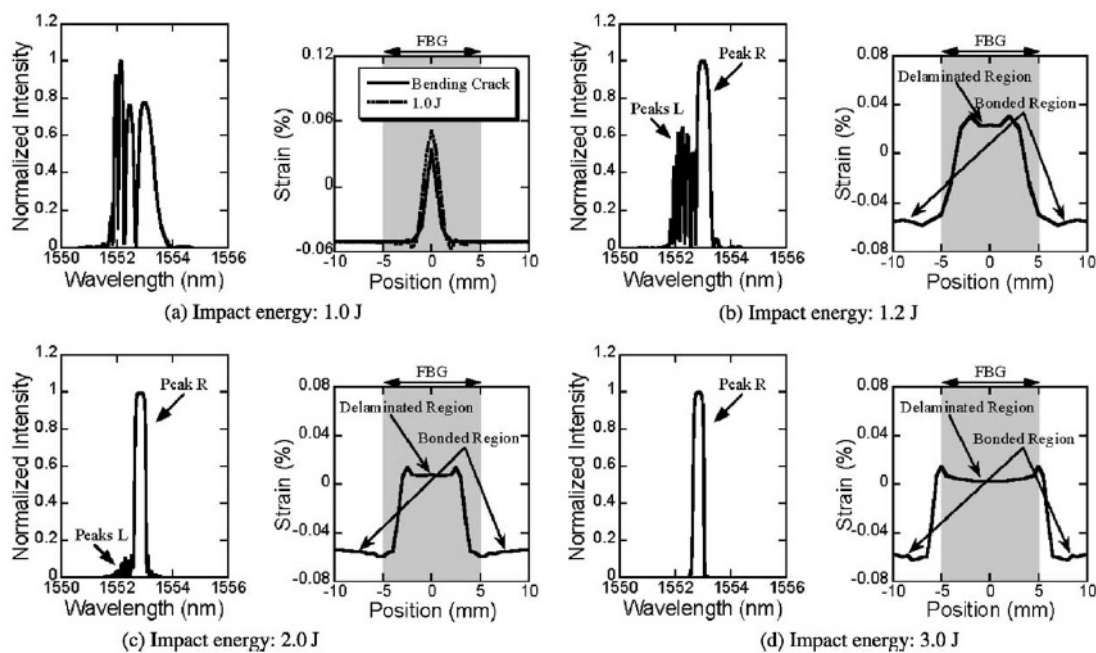 Normalized Intensity
1.2
1
0.8
0.6
0.4
0.2
0
1550 1552 1554 1556
Wavelength (nm)
FBG
Strain (%)
0.12
0.06
0
-0.06
Bending Crack
1.0 J
-10 -5 0 5 10
Position (mm)
(a) Impact energy: 1.0 J
Normalized Intensity
1.2
1
0.8
0.6
0.4
0.2
0
Peak R
Peaks L
1550 1552 1554 1556
Wavelength (nm)
FBG
Strain (%)
0.08
0.04
0
-0.04
-0.08
Delaminated Region
Bonded Region
-10 -5 0 5 10
Position (mm)
(b) Impact energy: 1.2 J
Normalized Intensity
1.2
1
0.8
0.6
0.4
0.2
0
Peak R
Peaks L
1550 1552 1554 1556
Wavelength (nm)
FBG
Strain (%)
0.08
0.04
0
-0.04
-0.08
Delaminated Region
Bonded Region
-10 -5 0 5 10
Position (mm)
(c) Impact energy: 2.0 J
Normalized Intensity
1.2
1
0.8
0.6
0.4
0.2
0
Peak R
1550 1552 1554 1556
Wavelength (nm)
FBG
Strain (%)
0.08
0.04
0
-0.04
-0.08
Delaminated Region
Bonded Region
-10 -5 0 5 10
Position (mm)
(d) Impact energy: 3.0 J